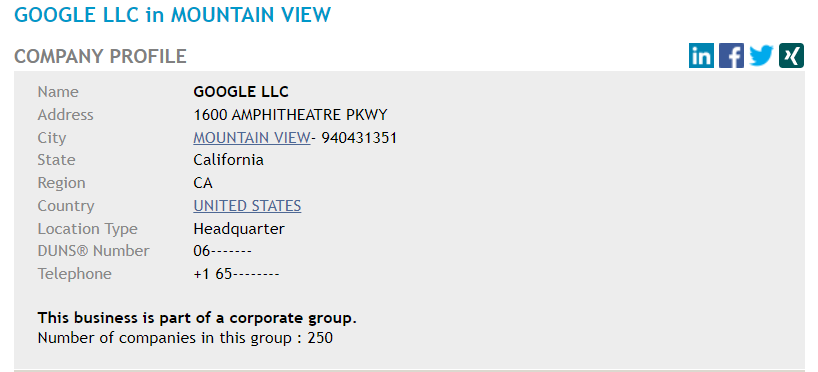 GOOGLE LLC in MOUNTAIN VIEW
COMPANY PROFILE
Name GOOGLE LLC
Address 1600 AMPHITHEATRE PKWY
City MOUNTAIN VIEW- 940431351
State California
Region CA
Country UNITED STATES
Location Type Headquarter
DUNS® Number 06-------
Telephone +1 65--------
This business is part of a corporate group.
Number of companies in this group : 250